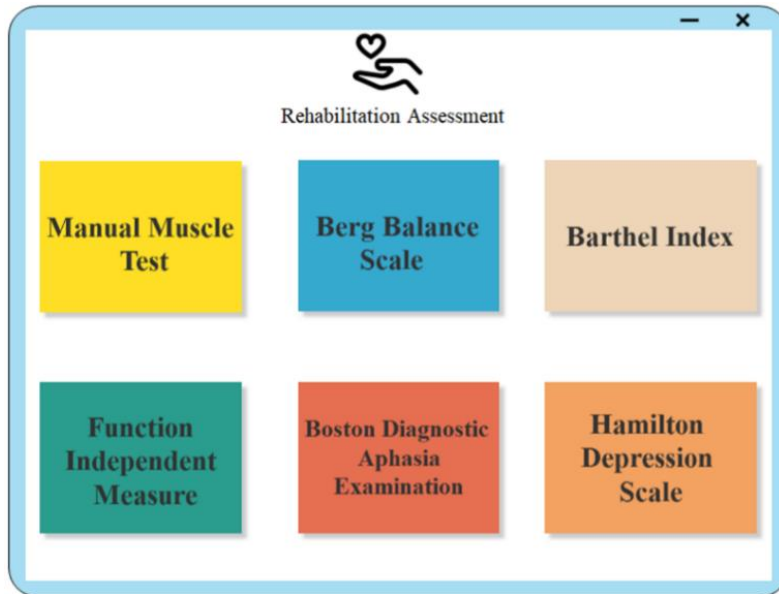 Rehabilitation Assessment
Manual Muscle
Test
Berg Balance
Scale
Barthel Index
Function
Independent
Measure
Boston Diagnostic
Aphasia
Examination
Hamilton
Depression
Scale